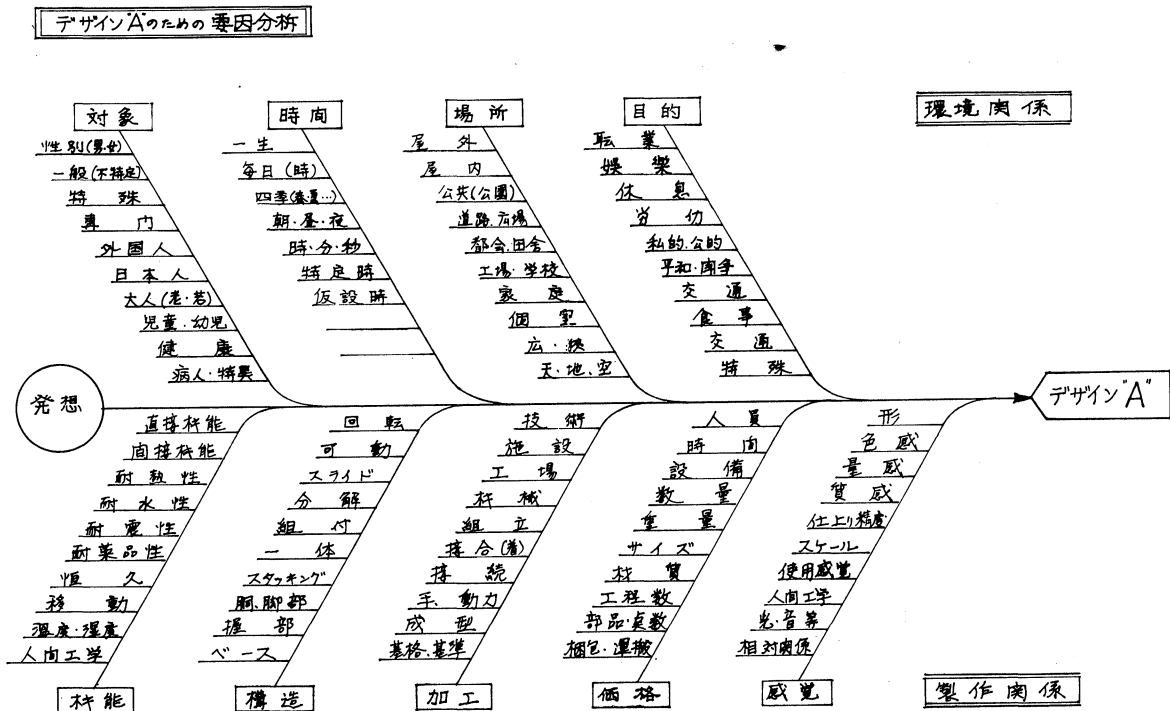 デザイン"A"のための要因分析
環境関係
対象
性別(男女)
一般(不特定)
特殊
専门
外国人
日本人
大人(老・若)
児童・幼児
健康
病人・特異
時间
一生
毎日(時)
四季(春・夏…)
朝・昼・夜
時・分・秒
特定時
仮設時
場所
屋外
屋内
公共(公園)
道路、広場
都会、田舎
工場・学校
家庭
個室
広・狭
天・地、空
目的
職業
娯樂
休息
労仂
私的、公的
平和・闘争
交通
食事
交通
特殊
発想
デザイン"A"
直接机能
间接机能
耐熱性
耐水性
耐震性
耐薬品性
恒久
移動
温度・湿度
人间工学
机能
回転
可動
スライド
分解
組付
一体
スタッキング
胴、脚部
握部
ベース
構造
技術
施設
工場
机械
組立
接合(着)
接続
手、動力
成型
基格、基準
加工
人員
時间
設備
数量
重量
サイズ
材質
工程数
部品・貟数
梱包・運搬
価格
形
色感
量感
質感
仕上り精度
スケール
使用感覚
人间工学
光・音等
相対関係
感覚
製作関係